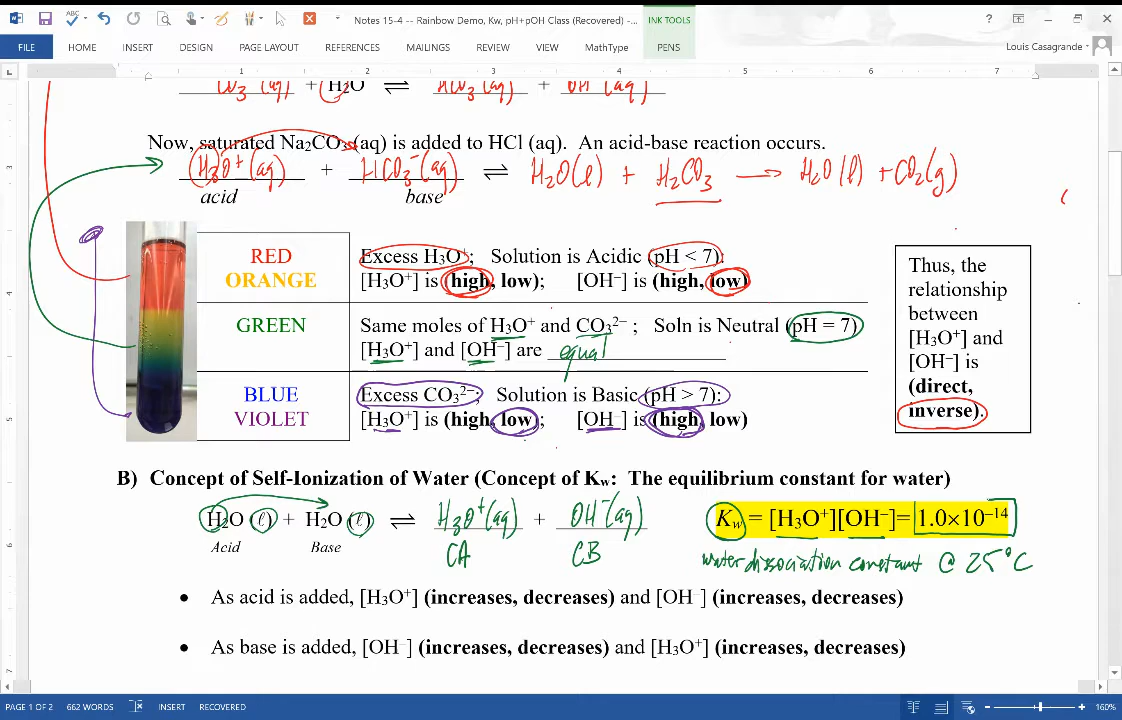 Notes 15-4 -- Rainbow Demo, Kw, pH+pOH Class (Recovered) -...
INK TOOLS
FILE HOME INSERT DESIGN PAGE LAYOUT REFERENCES MAILINGS REVIEW VIEW MathType PENS
Louis Casagrande
1 2 3 4 5 6 7
CO₃ (aq) + H₂O ⇌ HCO₃ (aq) + OH (aq)
Now, saturated Na₂CO₃ (aq) is added to HCl (aq). An acid-base reaction occurs.
H₃O⁺(aq) + HCO₃⁻(aq) ⇌ H₂O(l) + H₂CO₃ → H₂O(l) + CO₂(g)
acid base
RED
ORANGE
Excess H₃O⁺; Solution is Acidic (pH < 7):
[H₃O⁺] is (high, low); [OH⁻] is (high, low)
GREEN
Same moles of H₃O⁺ and CO₃²⁻ ; Soln is Neutral (pH = 7)
[H₃O⁺] and [OH⁻] are equal
BLUE
VIOLET
Excess CO₃²⁻; Solution is Basic (pH > 7):
[H₃O⁺] is (high, low); [OH⁻] is (high, low)
Thus, the
relationship
between
[H₃O⁺] and
[OH⁻] is
(direct,
inverse).
B) Concept of Self-Ionization of Water (Concept of Kw: The equilibrium constant for water)
H₂O (ℓ) + H₂O (ℓ) ⇌ H₃O⁺(aq) + OH⁻(aq)
Kw = [H₃O⁺][OH⁻]= 1.0×10⁻¹⁴
Acid Base CA CB
water dissociation constant @ 25°C
• As acid is added, [H₃O⁺] (increases, decreases) and [OH⁻] (increases, decreases)
• As base is added, [OH⁻] (increases, decreases) and [H₃O⁺] (increases, decreases)
PAGE 1 OF 2 662 WORDS INSERT RECOVERED 160%